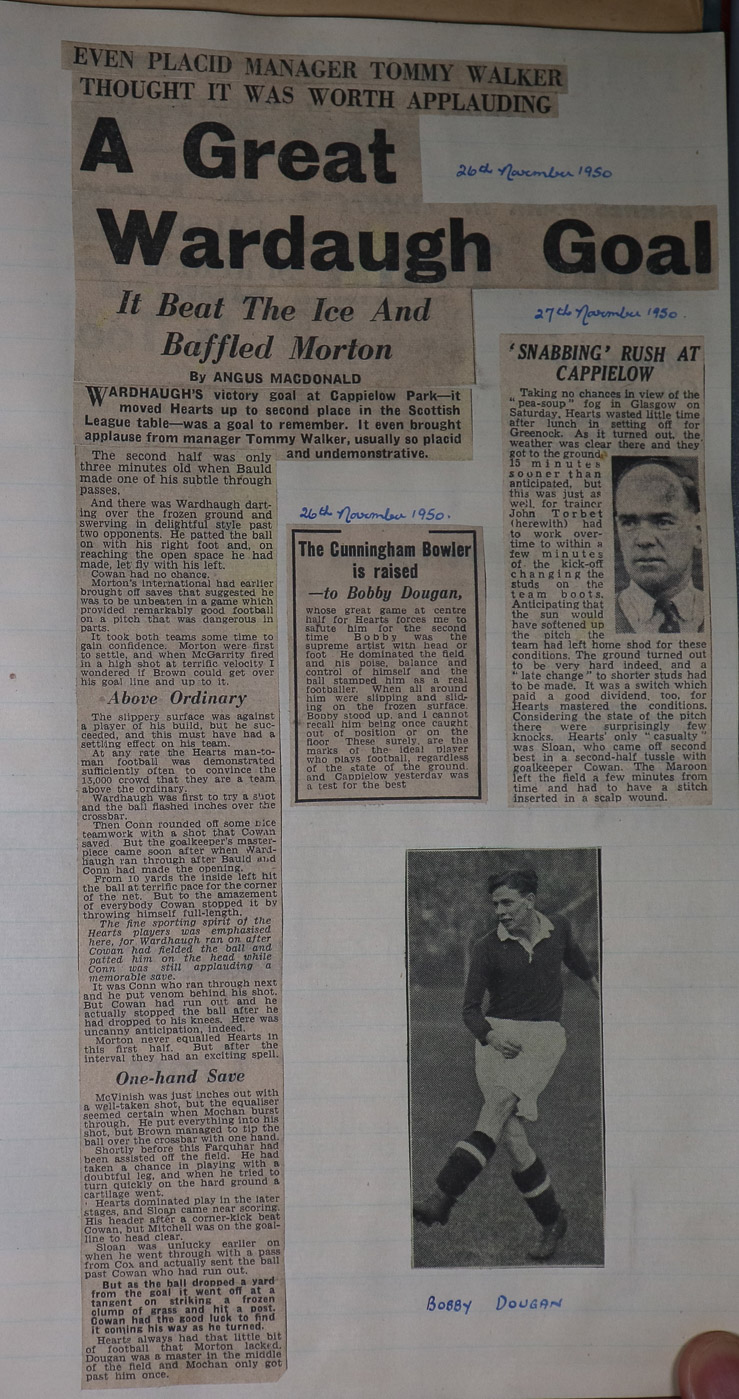 EVEN PLACID MANAGER TOMMY WALKER
THOUGHT IT WAS WORTH APPLAUDING
A Great
26th November 1950
Wardaugh Goal
It Beat The Ice And
Baffled Morton
By ANGUS MACDONALD
WARDHAUGH'S victory goal at Cappielow Park—it
moved Hearts up to second place in the Scottish
League table—was a goal to remember. It even brought
applause from manager Tommy Walker, usually so placid
and undemonstrative.
The second half was only
three minutes old when Bauld
made one of his subtle through
passes.
And there was Wardhaugh dart-
ing over the frozen ground and
swerving in delightful style past
two opponents. He patted the ball
on with his right foot and, on
reaching the open space he had
made, let fly with his left.
Cowan had no chance.
Morton's international had earlier
brought off saves that suggested he
was to be unbeaten in a game which
provided remarkably good football
on a pitch that was dangerous in
parts.
It took both teams some time to
gain confidence. Morton were first
to settle, and when McGarrity fired
in a high shot at terrific velocity I
wondered if Brown could get over
his goal line and up to it.
Above Ordinary
The slippery surface was against
a player of his build, but he suc-
ceeded, and this must have had a
settling effect on his team.
At any rate the Hearts man-to-
man football was demonstrated
sufficiently often to convince the
13,000 crowd that they are a team
above the ordinary.
Wardhaugh was first to try a shot
and the ball flashed inches over the
crossbar.
Then Conn rounded off some nice
teamwork with a shot that Cowan
saved. But the goalkeeper's master-
piece came soon after when Ward-
haugh ran through after Bauld and
Conn had made the opening.
From 10 yards the inside left hit
the ball at terrific pace for the corner
of the net. But to the amazement
of everybody Cowan stopped it by
throwing himself full-length.
The fine sporting spirit of the
Hearts players was emphasised
here, for Wardhaugh ran on after
Cowan had fielded the ball and
patted him on the head while
Conn was still applauding a
memorable save.
It was Conn who ran through next
and he put venom behind his shot.
But Cowan had run out and he
actually stopped the ball after he
had dropped to his knees. Here was
uncanny anticipation, indeed.
Morton never equalled Hearts in
this first half. But after the
interval they had an exciting spell.
One-hand Save
McVinish was just inches out with
a well-taken shot, but the equaliser
seemed certain when Mochan burst
through. He put everything into his
shot, but Brown managed to tip the
ball over the crossbar with one hand.
Shortly before this Farquhar had
been assisted off the field. He had
taken a chance in playing with a
doubtful leg, and when he tried to
turn quickly on the hard ground a
cartilage went.
Hearts dominated play in the later
stages, and Sloan came near scoring.
His header after a corner-kick beat
Cowan, but Mitchell was on the goal-
line to head clear.
Sloan was unlucky earlier on
when he went through with a pass
from Cox and actually sent the ball
past Cowan who had run out.
But as the ball dropped a yard
from the goal it went off at a
tangent on striking a frozen
clump of grass and hit a post.
Cowan had the good luck to find
it coming his way as he turned.
Hearts always had that little bit
of football that Morton lacked.
Dougan was a master in the middle
of the field and Mochan only got
past him once.
26th November 1950.
The Cunningham Bowler
is raised
—to Bobby Dougan,
whose great game at centre
half for Hearts forces me to
salute him for the second
time Bobby was the
supreme artist with head or
foot He dominated the field
and his poise, balance and
control of himself and the
ball stamped him as a real
footballer. When all around
him were slipping and slid-
ing on the frozen surface.
Bobby stood up, and I cannot
recall him being once caught
out of position or on the
floor These surely, are the
marks of the ideal player
who plays football, regardless
of the state of the ground,
and Cappielow yesterday was
a test for the best
27th November 1950.
'SNABBING' RUSH AT
CAPPIELOW
Taking no chances in view of the
"pea-soup" fog in Glasgow on
Saturday, Hearts wasted little time
after lunch in setting off for
Greenock. As it turned out, the
weather was clear there and they
got to the ground
15 minutes
sooner than
anticipated, but
this was just as
well, for trainer
John Torbet
(herewith) had
to work over-
time to within a
few minutes
of the kick-off
changing the
studs on the
team boots.
Anticipating that
the sun would
have softened up
the pitch the
team had left home shod for these
conditions. The ground turned out
to be very hard indeed, and a
"late change" to shorter studs had
to be made. It was a switch which
paid a good dividend, too, for
Hearts mastered the conditions.
Considering the state of the pitch
there were surprisingly few
knocks. Hearts' only "casualty"
was Sloan, who came off second
best in a second-half tussle with
goalkeeper Cowan. The Maroon
left the field a few minutes from
time and had to have a stitch
inserted in a scalp wound.
BOBBY DOUGAN